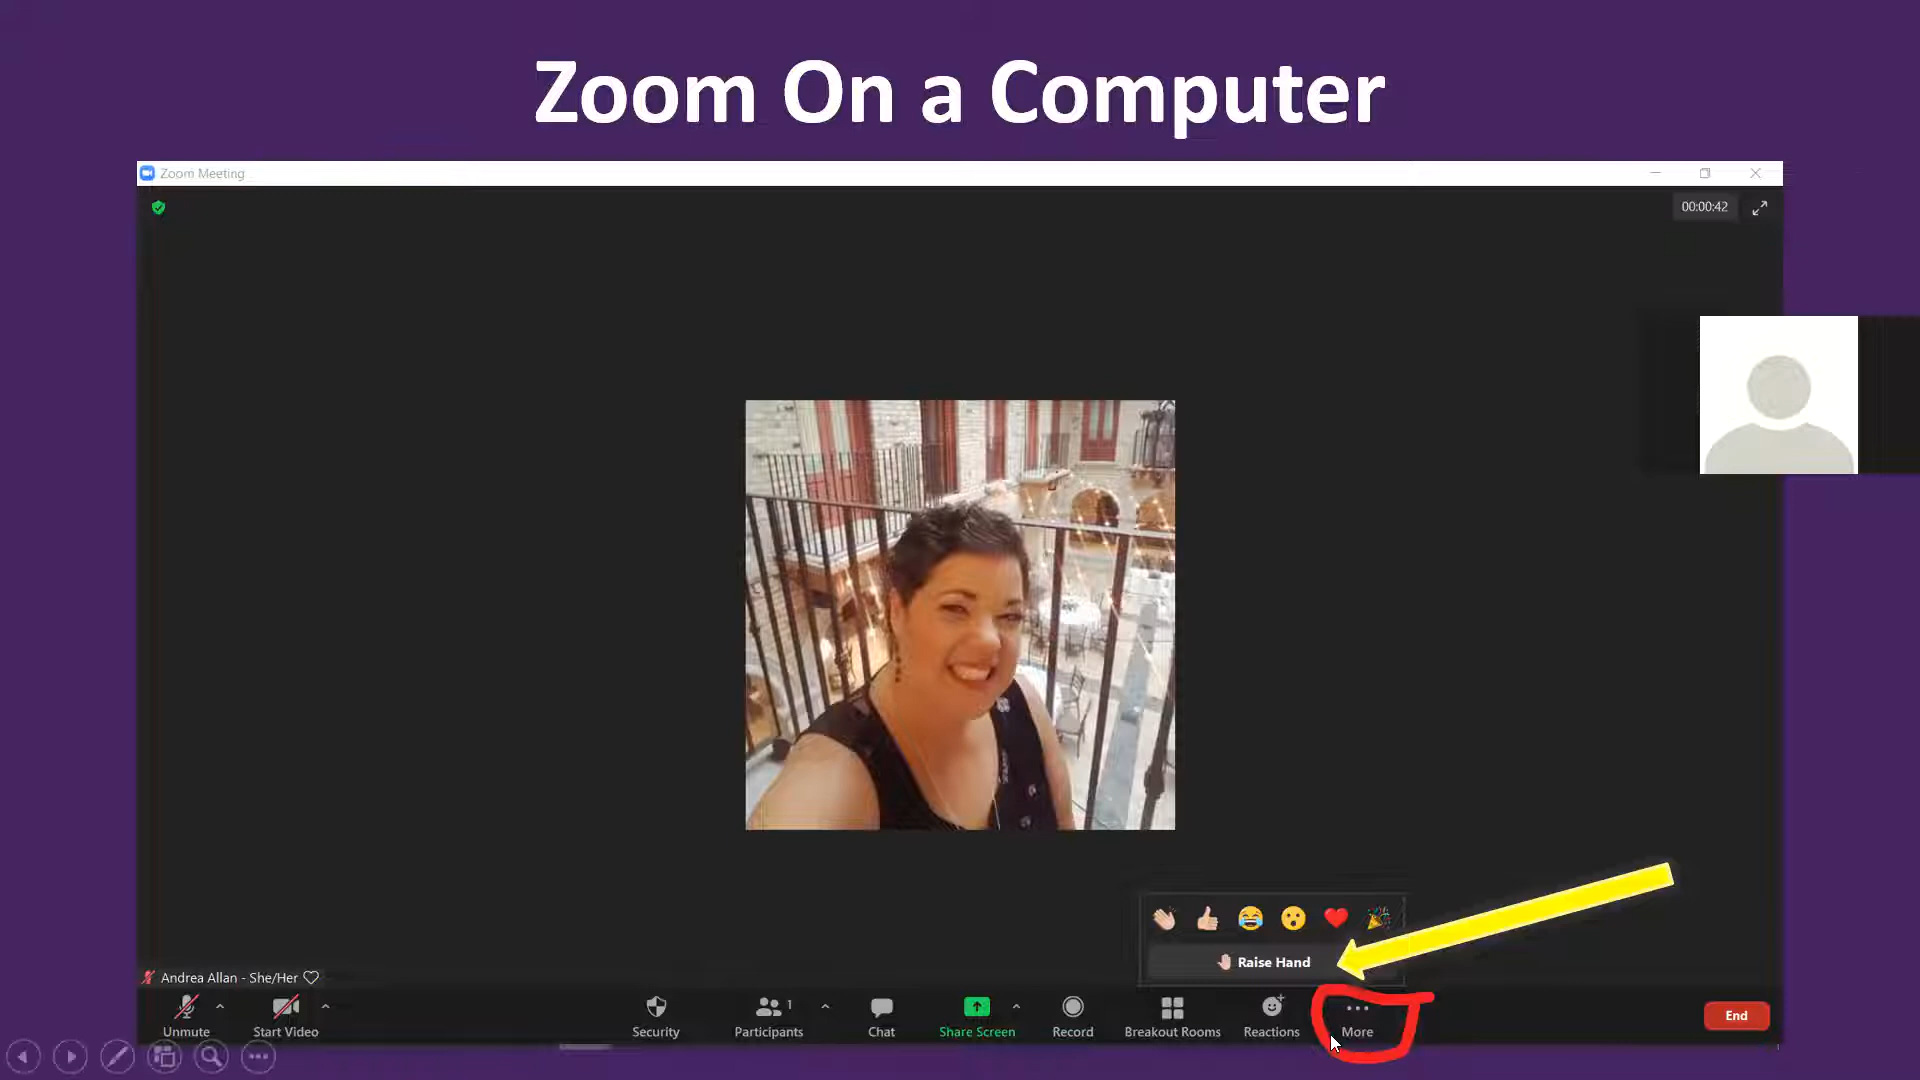 Zoom On a Computer
Zoom Meeting
00:00:42
Raise Hand
Andrea Allan - She/Her
1
Unmute
Start Video
Security
Participants
Chat
Share Screen
Record
Breakout Rooms
Reactions
More
End